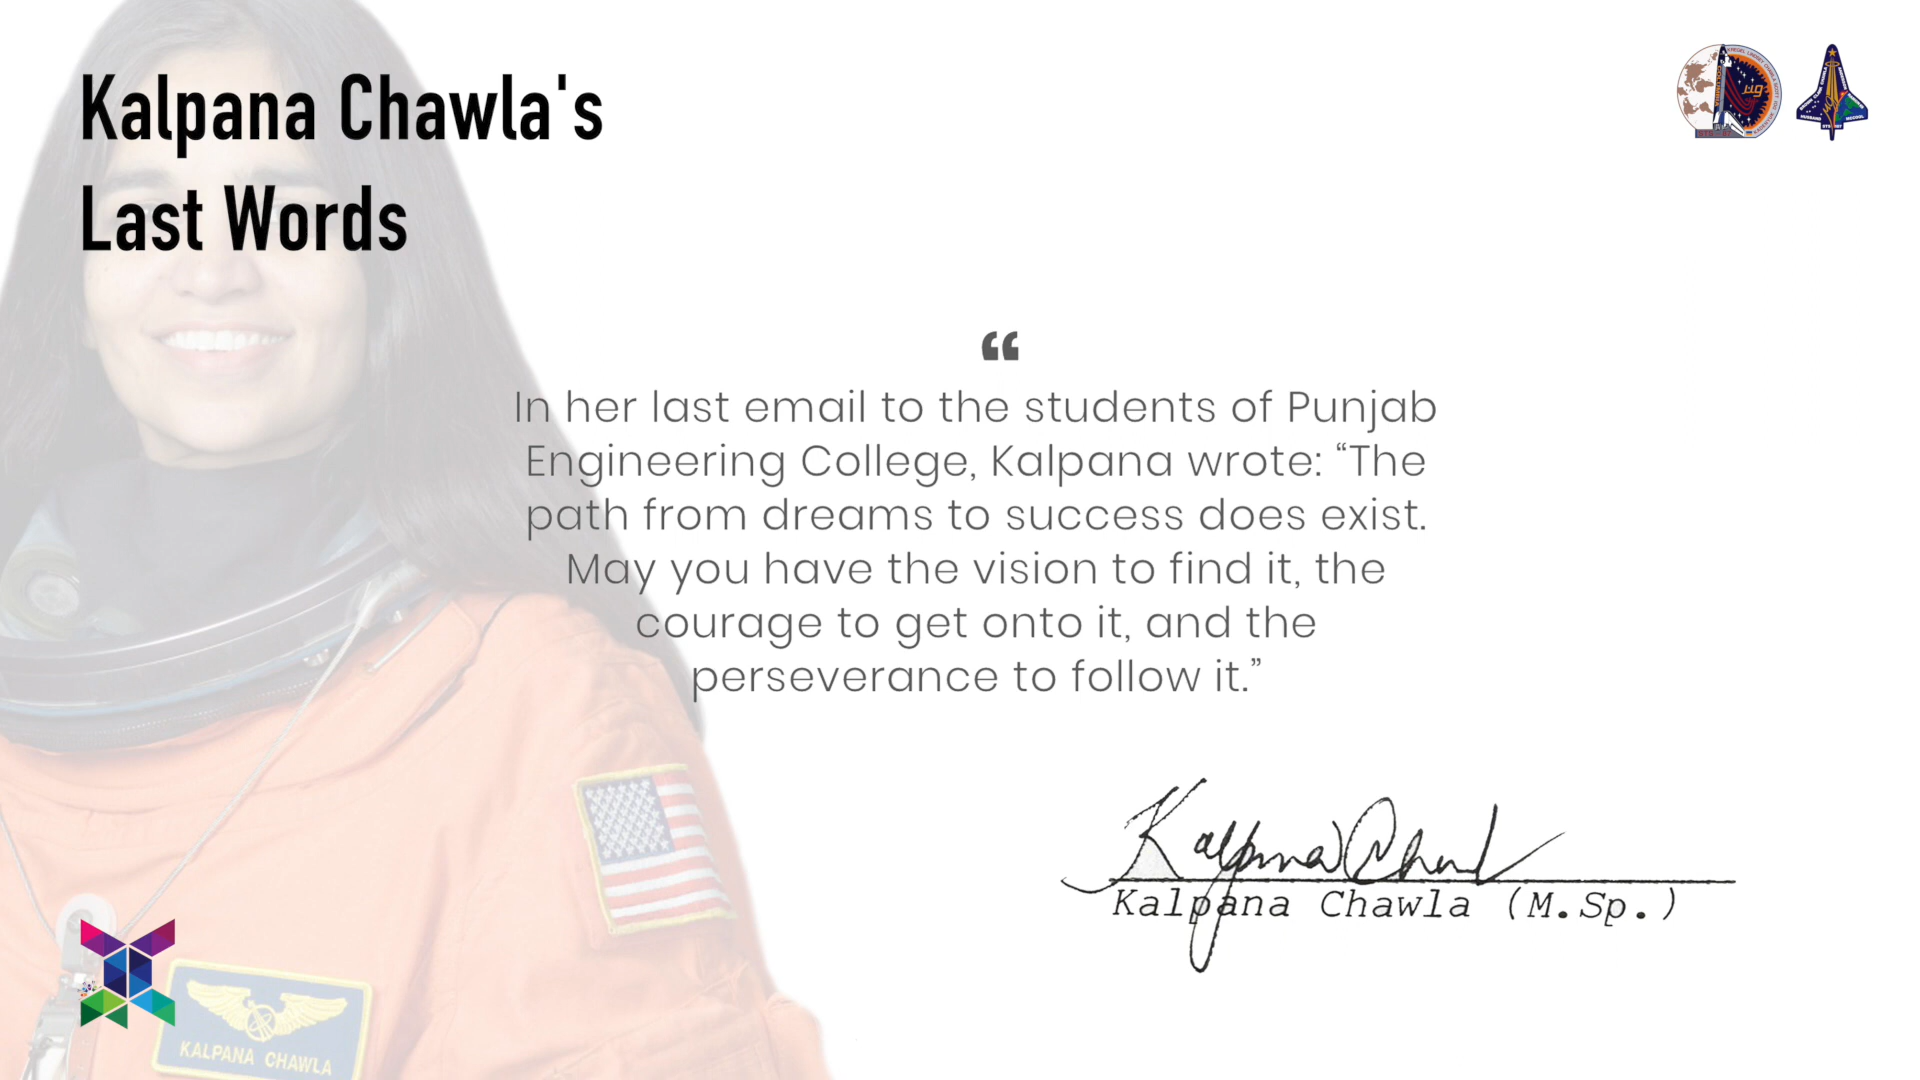 Kalpana Chawla's
Last Words
“
In her last email to the students of Punjab
Engineering College, Kalpana wrote: “The
path from dreams to success does exist.
May you have the vision to find it, the
courage to get onto it, and the
perseverance to follow it.”
Kalpana Chawla
Kalpana Chawla (M.Sp.)
KALPANA CHAWLA